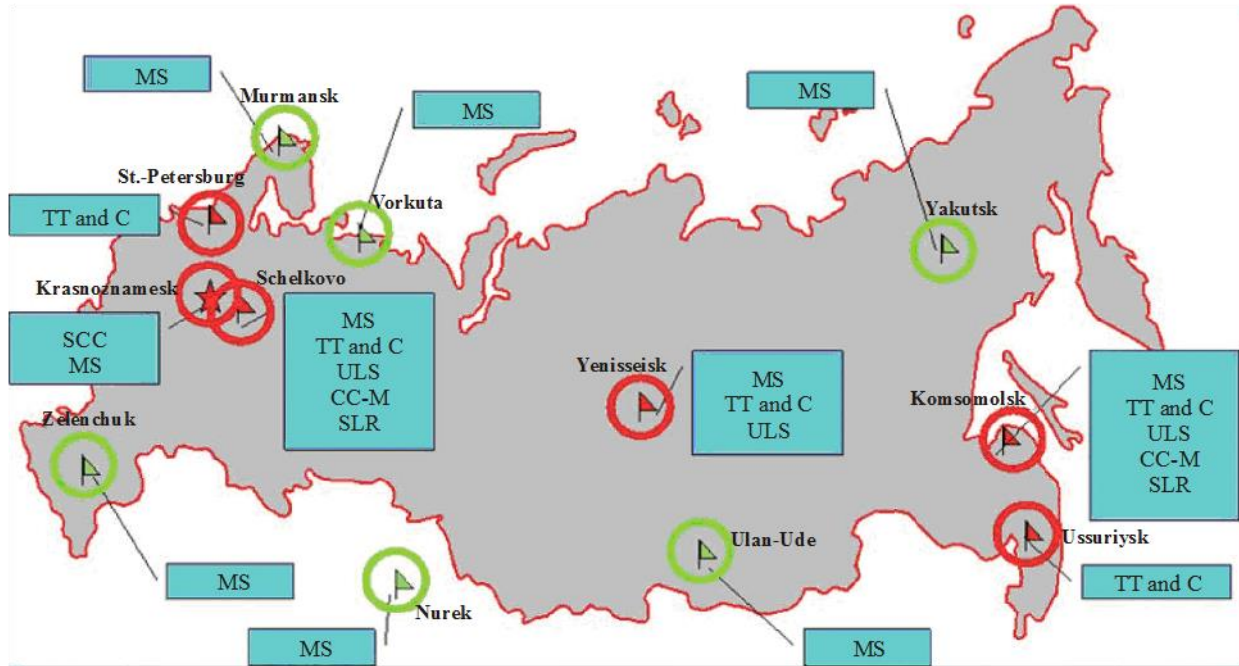 MS
Murmansk
MS
MS
St.-Petersburg
TT and C
Vorkuta
Yakutsk
Krasnoznamesk
Schelkovo
SCC
MS
MS
TT and C
ULS
CC-M
SLR
Yenisseisk
MS
TT and C
ULS
Komsomolsk
MS
TT and C
ULS
CC-M
SLR
Zelenchuk
MS
Nurek
MS
Ulan-Ude
MS
Ussuriysk
TT and C